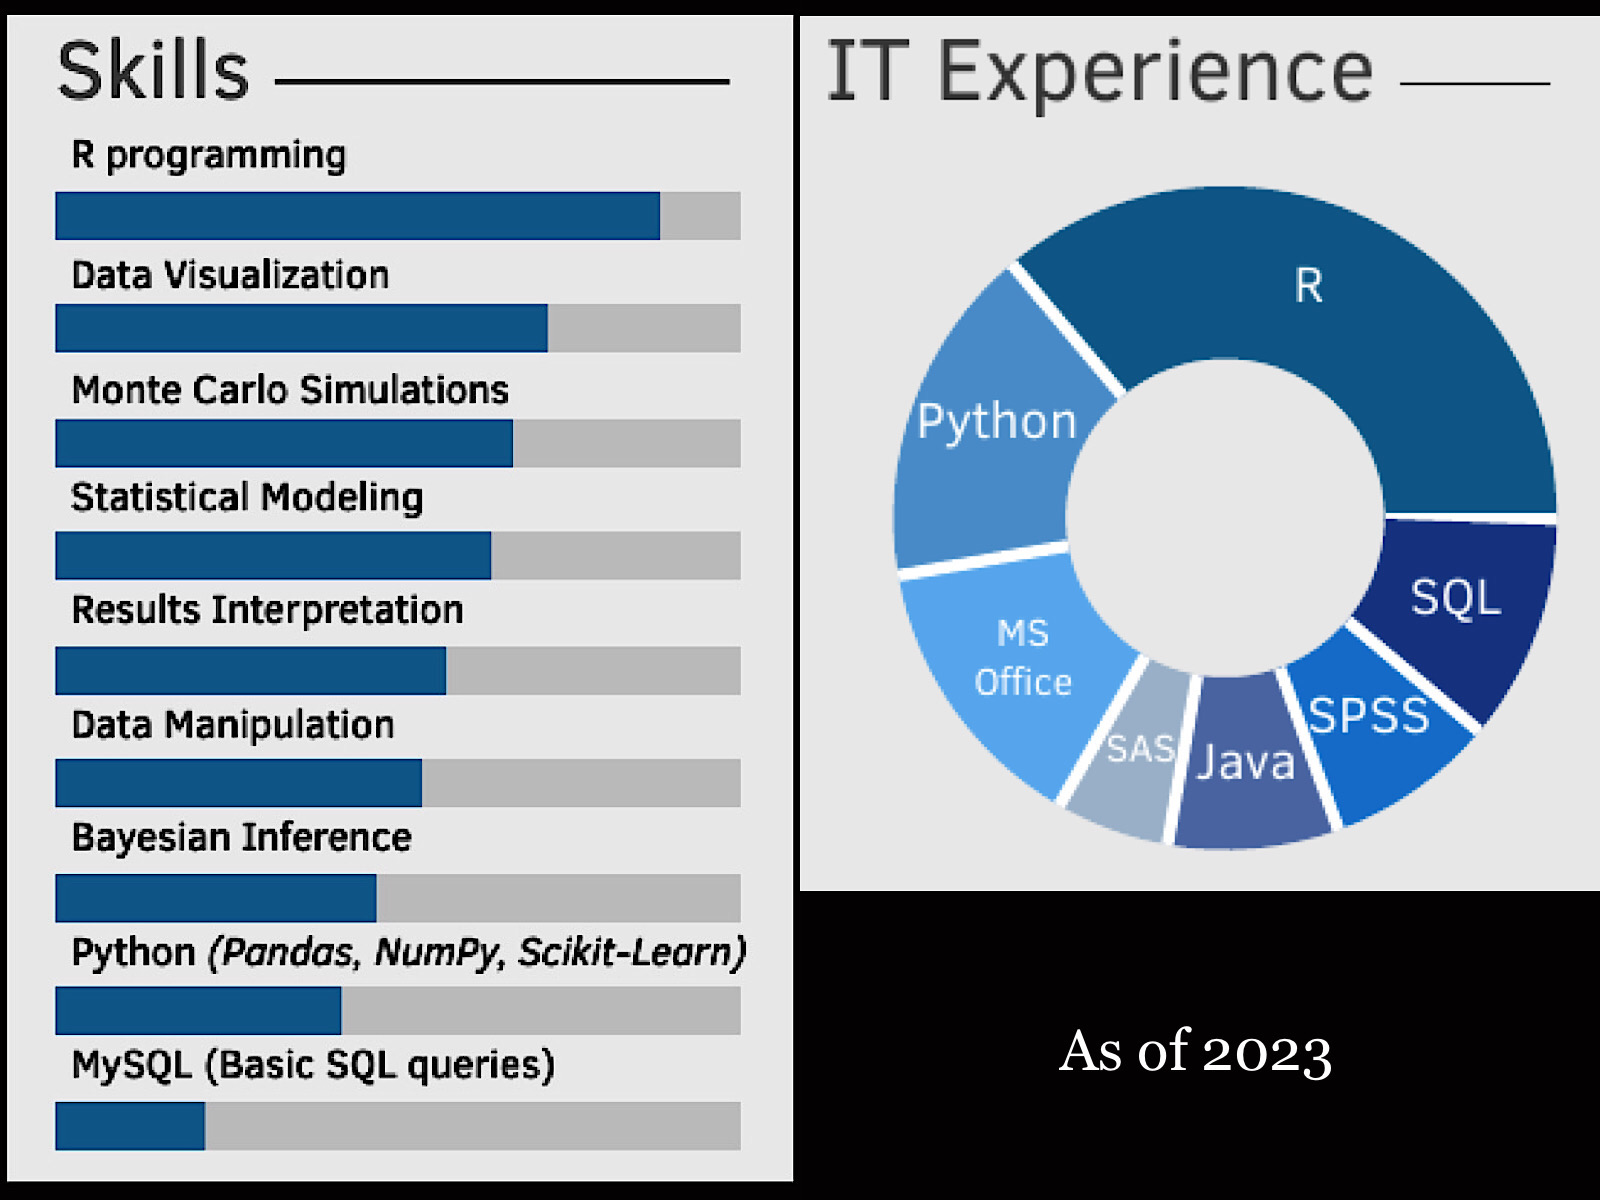 Skills
R programming
Data Visualization
Monte Carlo Simulations
Statistical Modeling
Results Interpretation
Data Manipulation
Bayesian Inference
Python (Pandas, NumPy, Scikit-Learn)
MySQL (Basic SQL queries)
IT Experience
R
Python
SQL
MS
Office
SPSS
SAS
Java
As of 2023